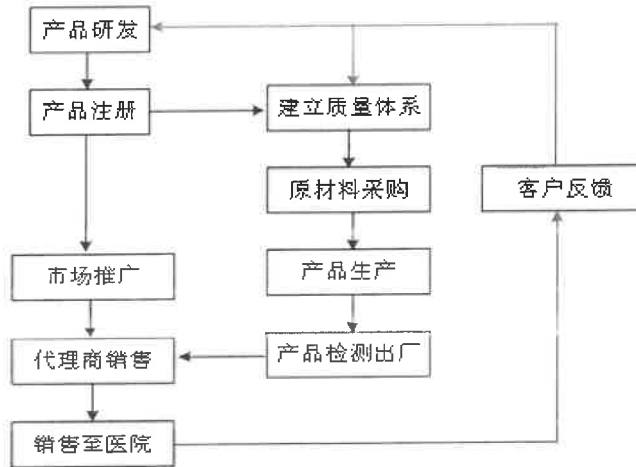 产品研发
产品注册
建立质量体系
原材料采购
客户反馈
市场推广
产品生产
代理商销售
产品检测出厂
销售至医院